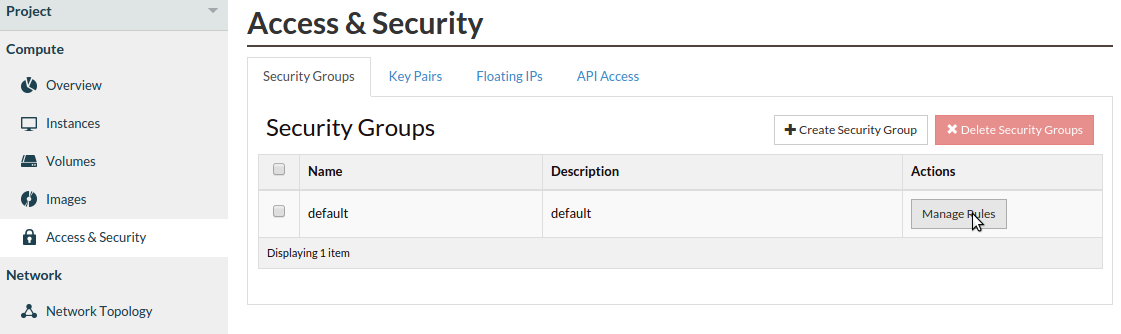 Project
Compute
Overview
Instances
Volumes
Images
Access & Security
Network
Network Topology
Access & Security
Security Groups Key Pairs Floating IPs API Access
Security Groups
Create Security Group Delete Security Groups
Name Description Actions
default default Manage Rules
Displaying 1 item